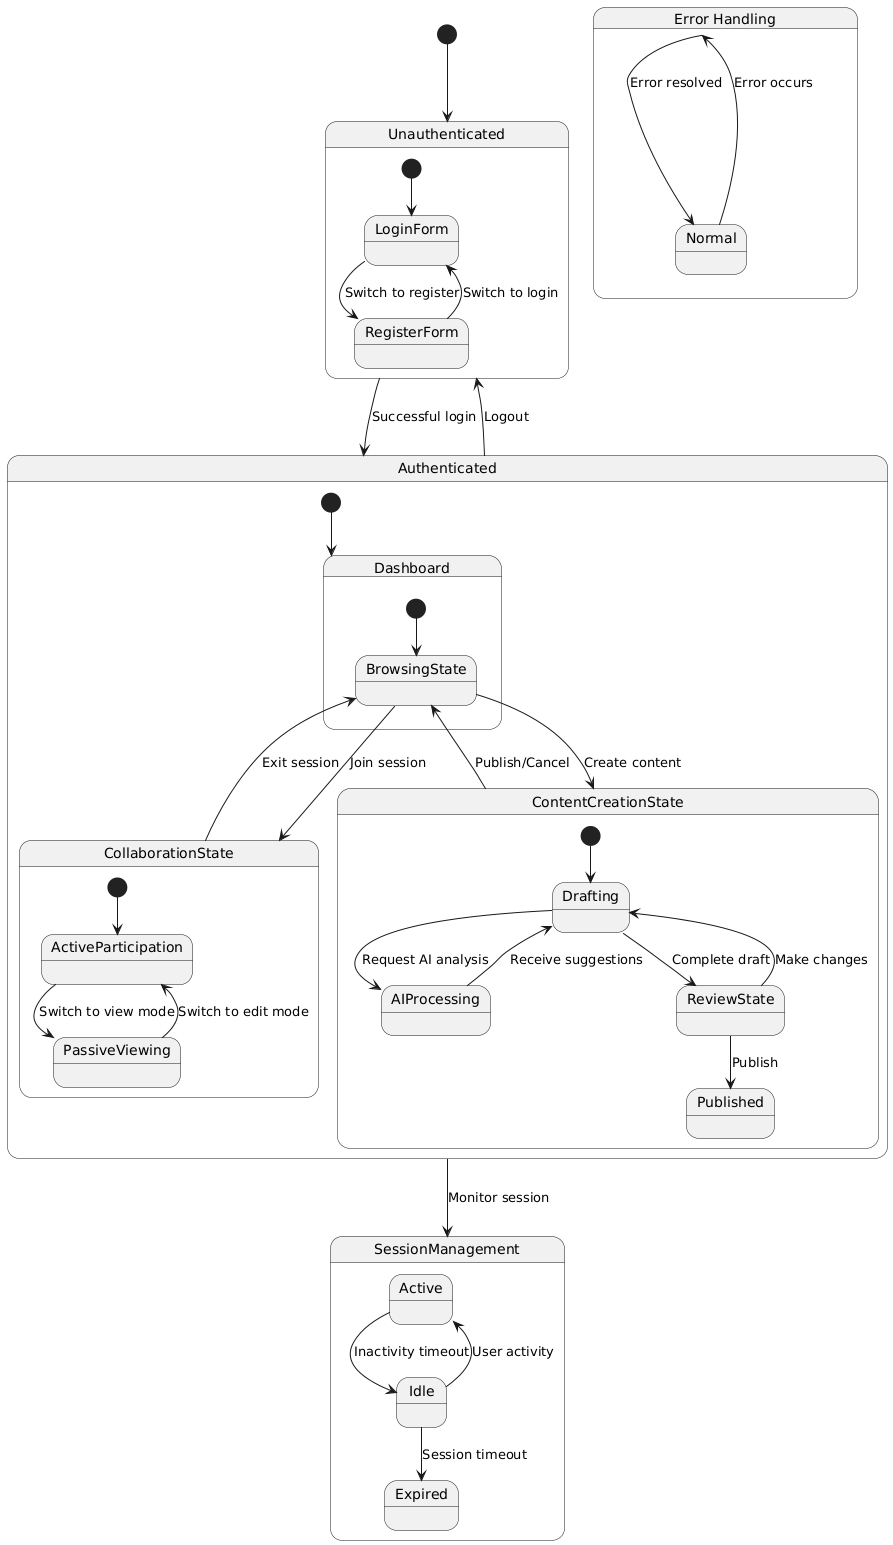 Error Handling
Error resolved
Error occurs
Normal
Unauthenticated
LoginForm
Switch to register
Switch to login
RegisterForm
Successful login
Logout
Authenticated
Dashboard
BrowsingState
Exit session
Join session
Publish/Cancel
Create content
ContentCreationState
CollaborationState
Drafting
ActiveParticipation
Request AI analysis
Receive suggestions
Complete draft
Make changes
AIProcessing
ReviewState
Switch to view mode
Switch to edit mode
PassiveViewing
Publish
Published
Monitor session
SessionManagement
Active
Inactivity timeout
User activity
Idle
Session timeout
Expired